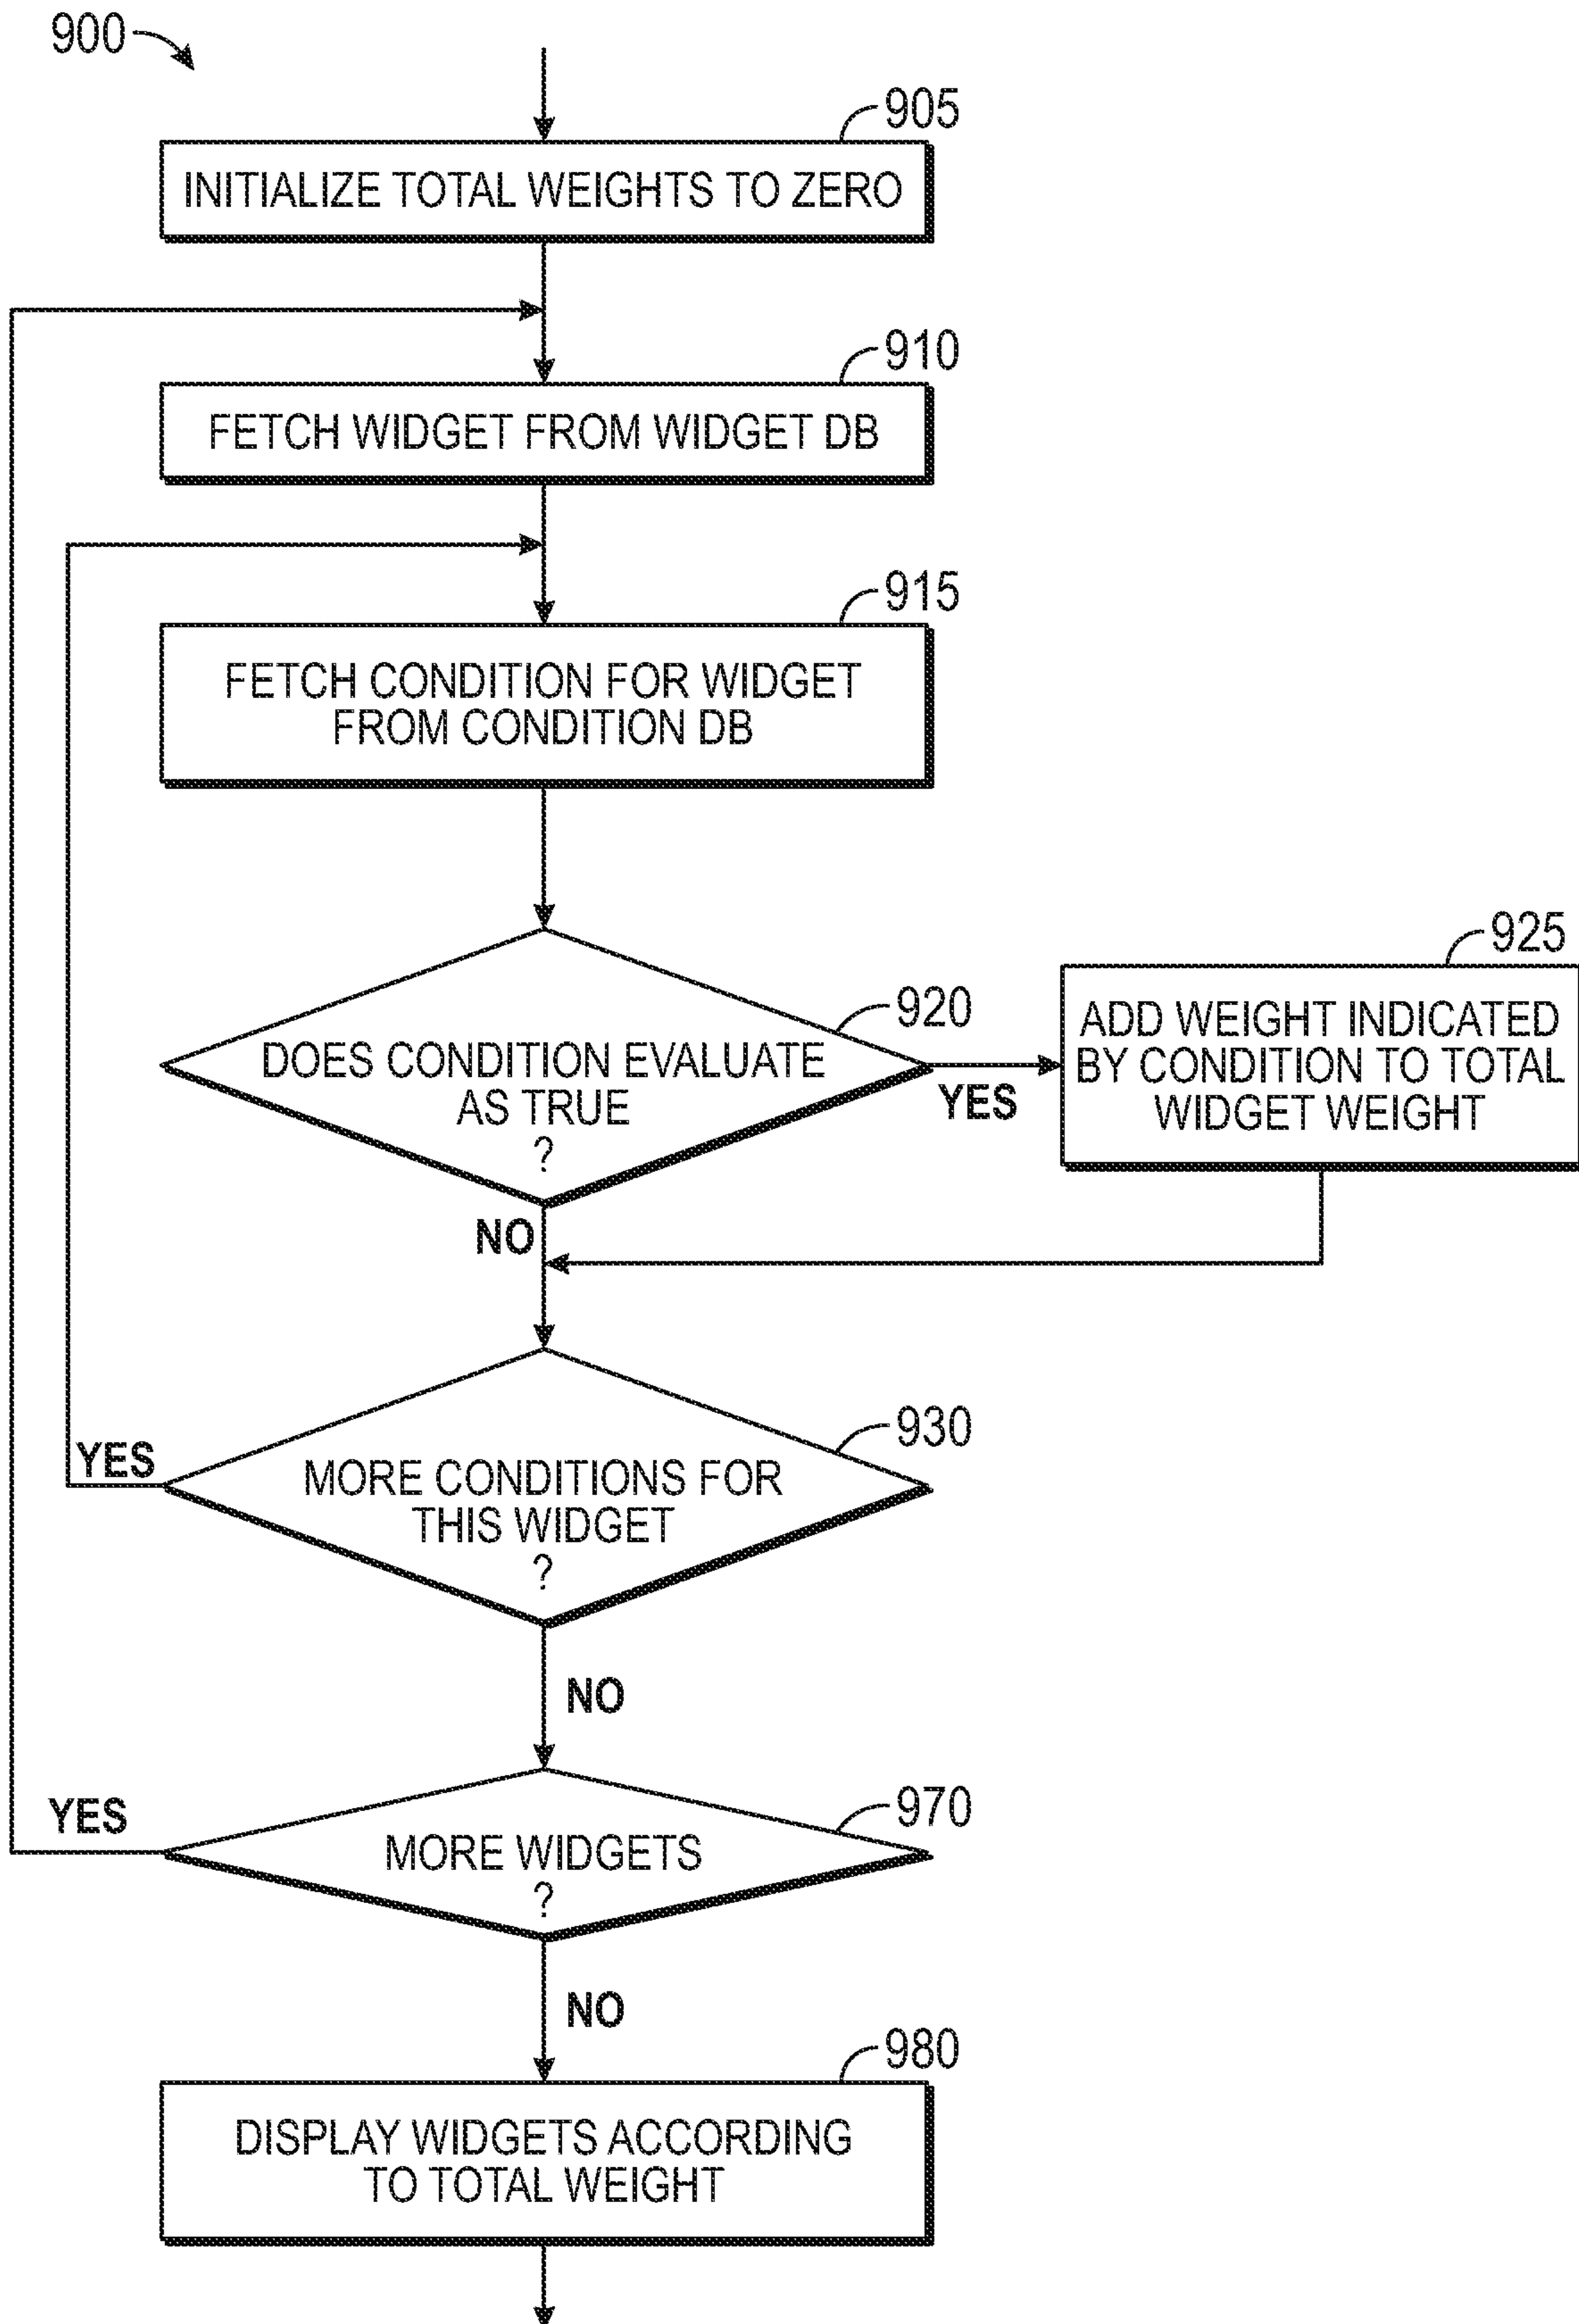 900
905
INITIALIZE TOTAL WEIGHTS TO ZERO
910
FETCH WIDGET FROM WIDGET DB
915
FETCH CONDITION FOR WIDGET
FROM CONDITION DB
920
DOES CONDITION EVALUATE
AS TRUE
?
YES
925
ADD WEIGHT INDICATED
BY CONDITION TO TOTAL
WIDGET WEIGHT
NO
930
YES
MORE CONDITIONS FOR
THIS WIDGET
?
NO
970
YES
MORE WIDGETS
?
NO
980
DISPLAY WIDGETS ACCORDING
TO TOTAL WEIGHT